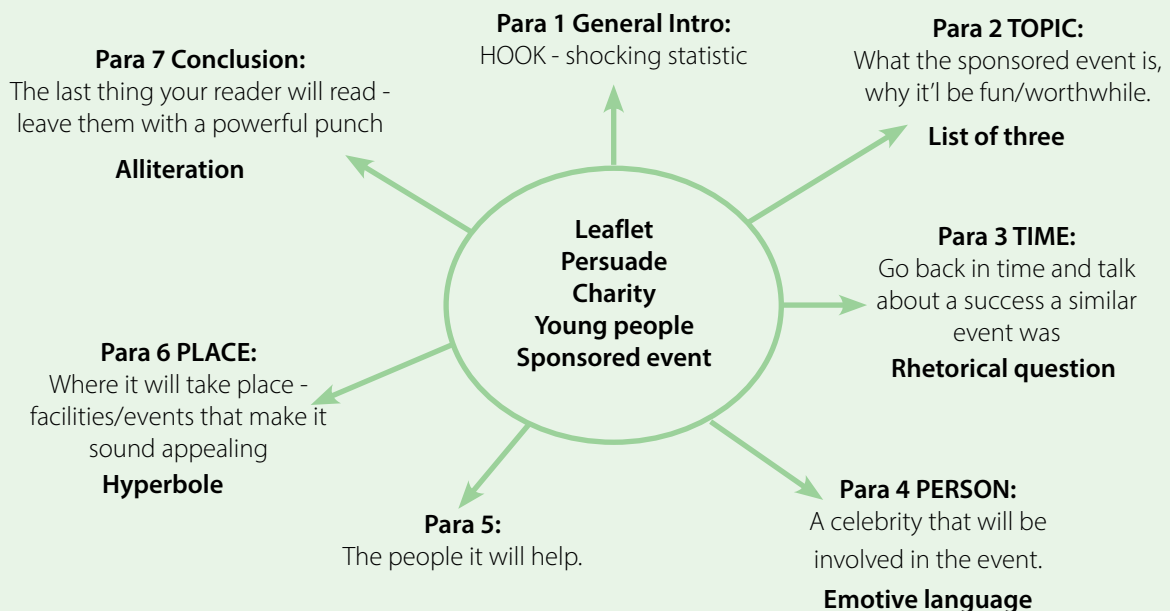 Para 1 General Intro:
HOOK - shocking statistic
Para 2 TOPIC:
What the sponsored event is,
why it'll be fun/worthwhile.
List of three
Para 3 TIME:
Go back in time and talk
about a success a similar
event was
Rhetorical question
Para 4 PERSON:
A celebrity that will be
involved in the event.
Emotive language
Para 5:
The people it will help.
Para 6 PLACE:
Where it will take place -
facilities/events that make it
sound appealing
Hyperbole
Para 7 Conclusion:
The last thing your reader will read -
leave them with a powerful punch
Alliteration
Leaflet
Persuade
Charity
Young people
Sponsored event